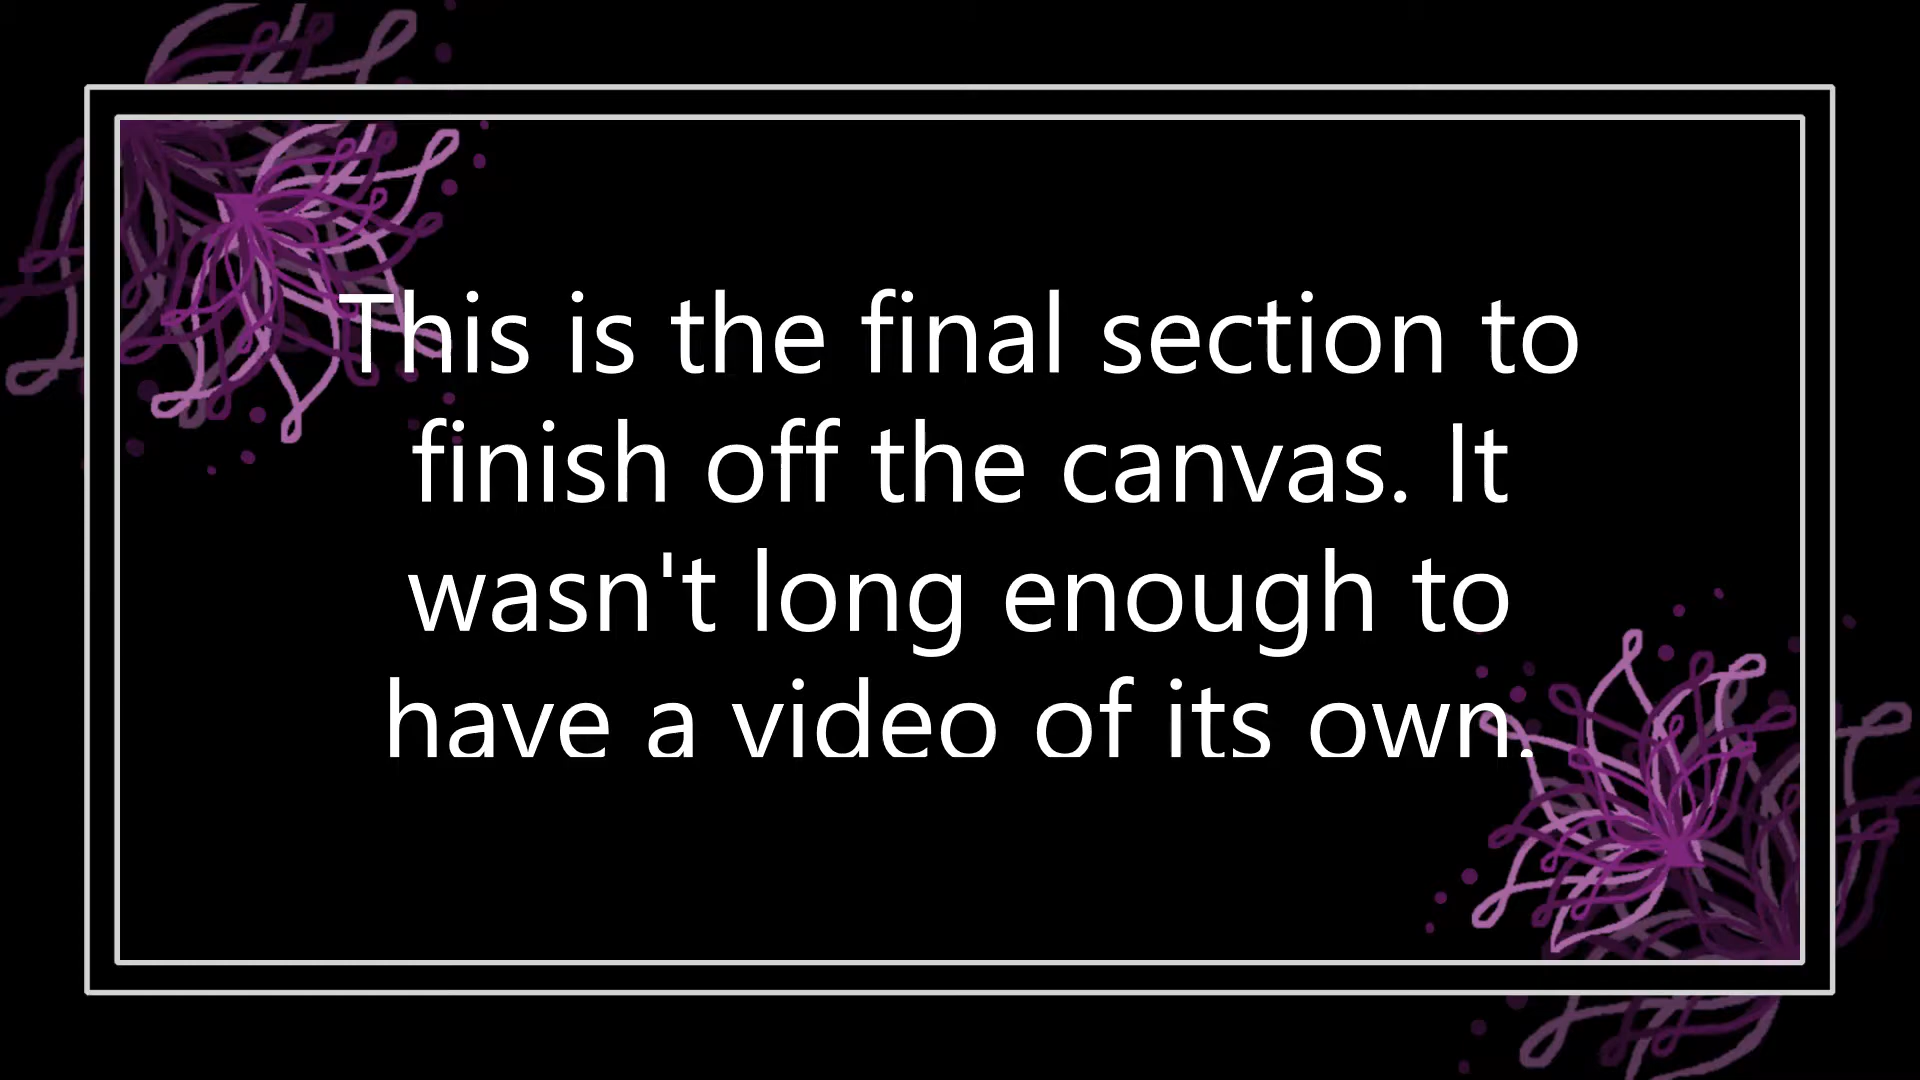 This is the final section to
finish off the canvas. It
wasn't long enough to
have a video of its own.